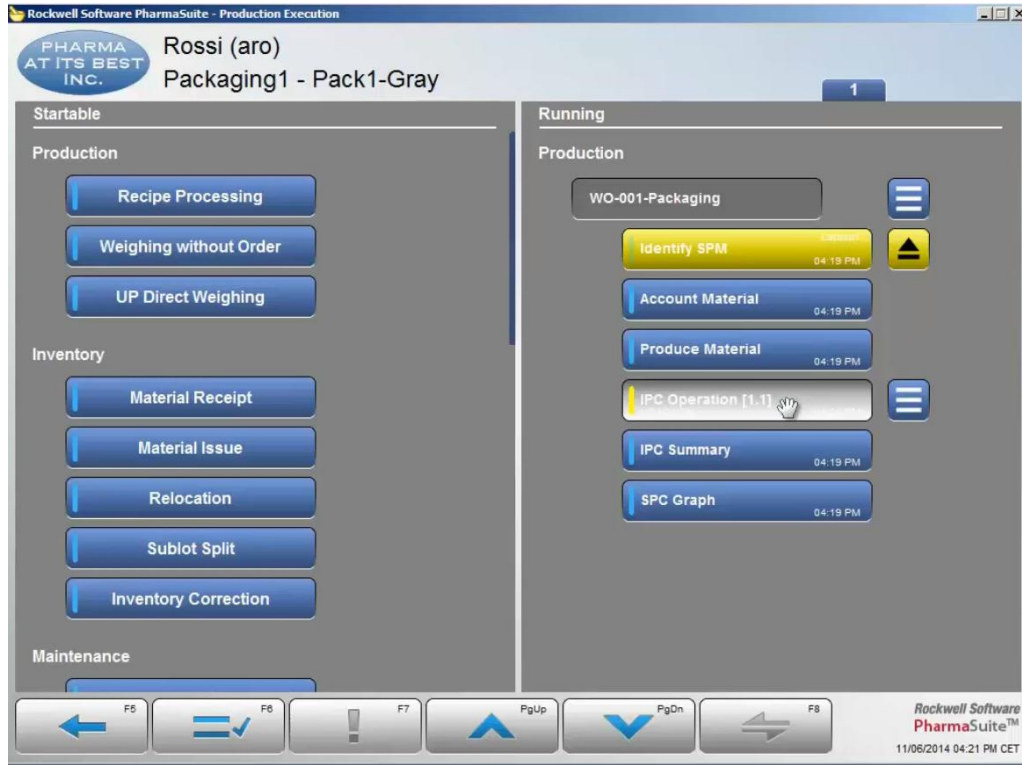 Rockwell Software PharmaSuite - Production Execution
PHARMA
AT ITS BEST
INC.
Rossi (aro)
Packaging1 - Pack1-Gray
1
Startable
Production
Recipe Processing
Weighing without Order
UP Direct Weighing
Inventory
Material Receipt
Material Issue
Relocation
Sublot Split
Inventory Correction
Maintenance
Running
Production
WO-001-Packaging
Identify SPM
04:19 PM
Account Material
04:19 PM
Produce Material
04:19 PM
IPC Operation [1.1]
IPC Summary
04:19 PM
SPC Graph
04:19 PM
F5
F6
F7
PgUp
PgDn
F8
Rockwell Software
PharmaSuite™
11/06/2014 04:21 PM CET